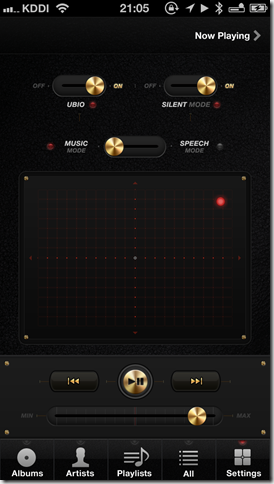 KDDI 21:05
Now Playing
OFF ON OFF ON
UBIO SILENT MODE
MUSIC MODE SPEECH MODE
MIN MAX
Albums Artists Playlists All Settings